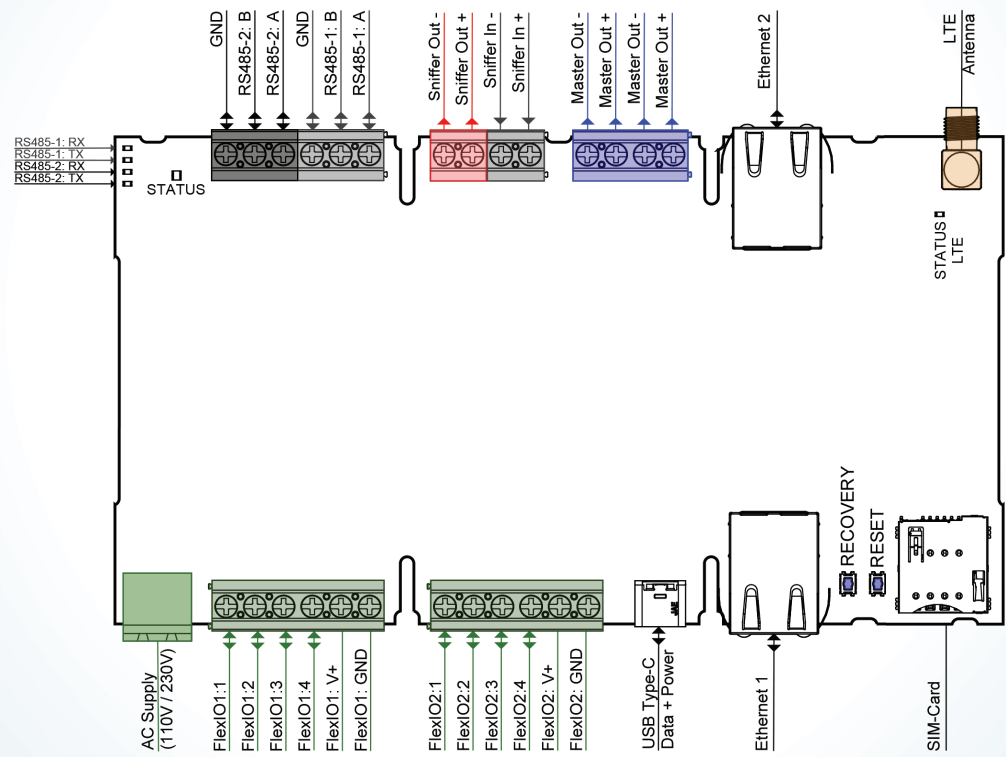 GND
RS485-2: B
RS485-2: A
GND
RS485-1: B
RS485-1: A
Sniffer Out -
Sniffer Out +
Sniffer In -
Sniffer In +
Master Out -
Master Out +
Master Out -
Master Out +
Ethernet 2
LTE
Antenna
RS485-1: RX
RS485-1: TX
RS485-2: RX
RS485-2: TX
STATUS
STATUS
LTE
RECOVERY
RESET
AC Supply
(110V / 230V)
FlexIO1:1
FlexIO1:2
FlexIO1:3
FlexIO1:4
FlexIO1: V+
FlexIO1: GND
FlexIO2:1
FlexIO2:2
FlexIO2:3
FlexIO2:4
FlexIO2: V+
FlexIO2: GND
USB Type-C
Data + Power
Ethernet 1
SIM-Card